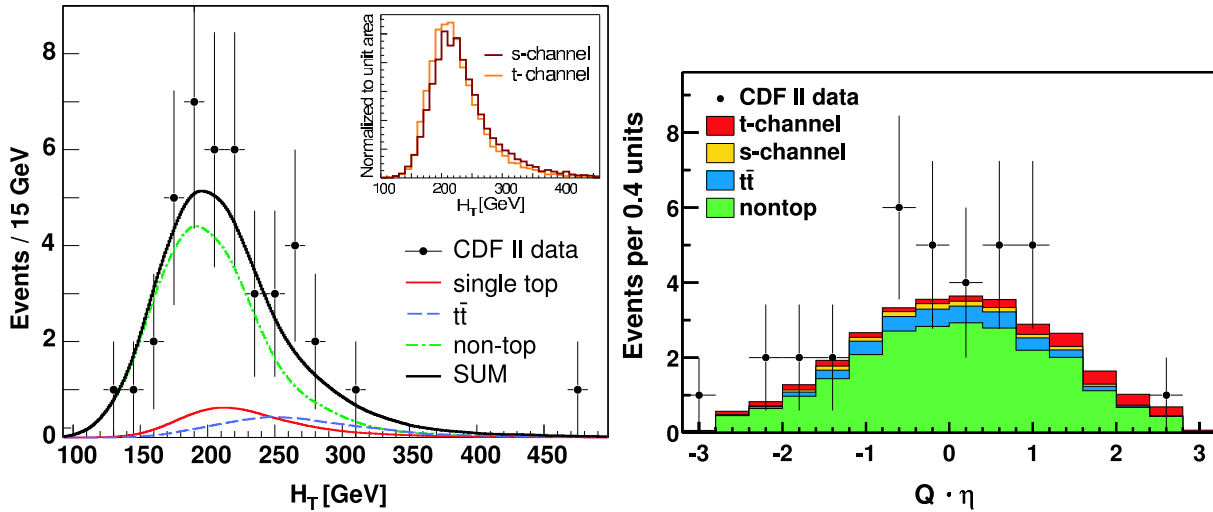 Events / 15 GeV
8
6
4
2
0
100
150
200
250
300
350
400
450
H_T [GeV]
CDF II data
single top
tt̄
non-top
SUM
Normalized to unit area
s-channel
t-channel
100
200
300
400
H_T [GeV]
Events per 0.4 units
8
6
4
2
0
-3
-2
-1
0
1
2
3
Q · η
CDF II data
t-channel
s-channel
tt̄
nontop